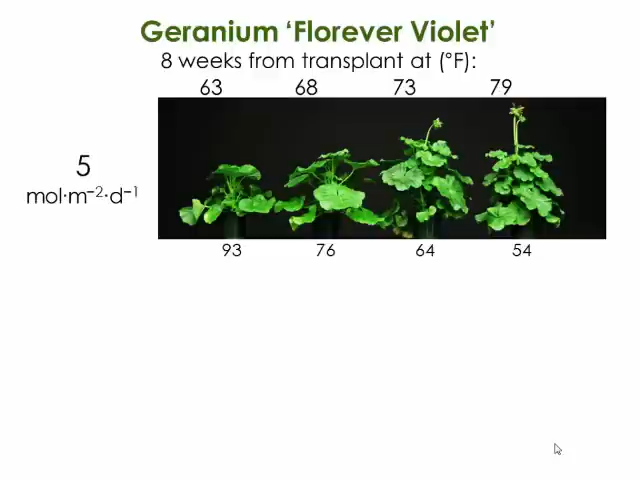 Geranium ‘Florever Violet’
8 weeks from transplant at (°F):
63 68 73 79
5
mol·m⁻²·d⁻¹
93 76 64 54